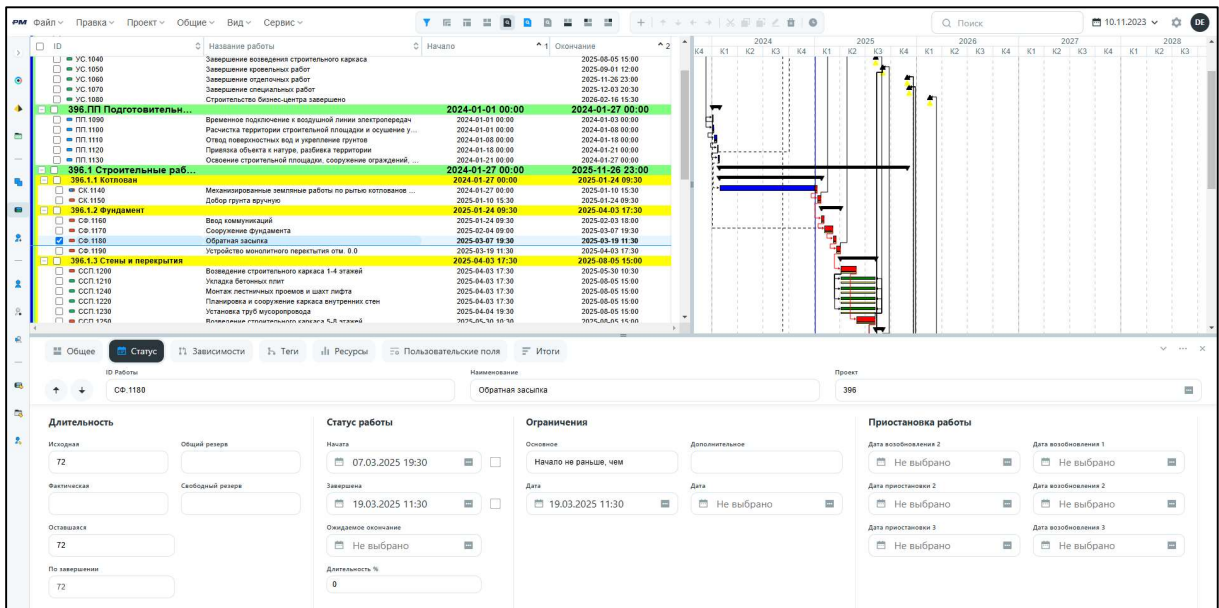 PM Файл Правка Проект Общие Вид Сервис Поиск 10.11.2023 DE
ID Название работы Начало 1 Окончание 2
2024 2025 2026 2027 2028
К4 К1 К2 К3 К4 К1 К2 К3 К4 К1 К2 К3 К4 К1 К2 К3 К4 К1 К2 К3
УС.1040 Завершение возведения строительного каркаса 2025-08-05 15:00
УС.1050 Завершение кровельных работ 2025-09-01 12:00
УС.1060 Завершение отделочных работ 2025-11-26 23:00
УС.1070 Завершение специальных работ 2025-12-03 20:30
УС.1080 Строительство бизнес-центра завершено 2026-02-16 15:30
396.ПП Подготовительн... 2024-01-01 00:00 2024-01-27 00:00
ПП.1090 Временное подключение к воздушной линии электропередач 2024-01-01 00:00 2024-01-03 00:00
ПП.1100 Расчистка территории строительной площадки и осушение у... 2024-01-01 00:00 2024-01-08 00:00
ПП.1110 Отвод поверхностных вод и укрепление грунтов 2024-01-08 00:00 2024-01-18 00:00
ПП.1120 Привязка объекта к натуре, разбивка территории 2024-01-18 00:00 2024-01-21 00:00
ПП.1130 Освоение строительной площадки, сооружение ограждений, ... 2024-01-21 00:00 2024-01-27 00:00
396.1 Строительные раб... 2024-01-27 00:00 2025-11-26 23:00
396.1.1 Котлован 2024-01-27 00:00 2025-01-24 09:30
СК.1140 Механизированные земляные работы по рытью котлованов ... 2024-01-27 00:00 2025-01-10 15:30
СК.1150 Добор грунта вручную 2025-01-10 15:30 2025-01-24 09:30
396.1.2 Фундамент 2025-01-24 09:30 2025-04-03 17:30
СФ.1160 Ввод коммуникаций 2025-01-24 09:30 2025-02-03 18:00
СФ.1170 Сооружение фундамента 2025-02-04 09:00 2025-03-07 19:30
СФ.1180 Обратная засыпка 2025-03-07 19:30 2025-03-19 11:30
СФ.1190 Устройство монолитного перектытия отм. 0.0 2025-03-19 11:30 2025-04-03 17:30
396.1.3 Стены и перекрытия 2025-04-03 17:30 2025-08-05 15:00
ССП.1200 Возведение строительного каркаса 1-4 этажей 2025-04-03 17:30 2025-05-30 10:30
ССП.1210 Укладка бетонных плит 2025-04-03 17:30 2025-08-05 15:00
ССП.1240 Монтаж лестничных проемов и шахт лифта 2025-04-03 17:30 2025-08-05 15:00
ССП.1220 Планировка и сооружение каркаса внутренних стен 2025-04-03 17:30 2025-08-05 15:00
ССП.1230 Установка труб мусоропровода 2025-04-04 19:30 2025-08-05 15:00
ССП.1250 Возведение строительного каркаса 5-8 этажей 2025-05-30 10:30 2025-08-05 15:00
Общее Статус Зависимости Теги Ресурсы Пользовательские поля Итоги
ID Работы Наименование Проект
СФ.1180 Обратная засыпка 396
Длительность Статус работы Ограничения Приостановка работы
Исходная Общий резерв Начата Основное Дополнительное Дата возобновления 2 Дата возобновления 1
72 07.03.2025 19:30 Начало не раньше, чем Не выбрано Не выбрано
Фактическая Свободный резерв Завершена Дата Дата Дата приостановки 2 Дата возобновления 2
19.03.2025 11:30 19.03.2025 11:30 Не выбрано Не выбрано Не выбрано
Оставшаяся Ожидаемое окончание Дата приостановки 3 Дата возобновления 3
72 Не выбрано Не выбрано Не выбрано
По завершении Длительность %
72 0